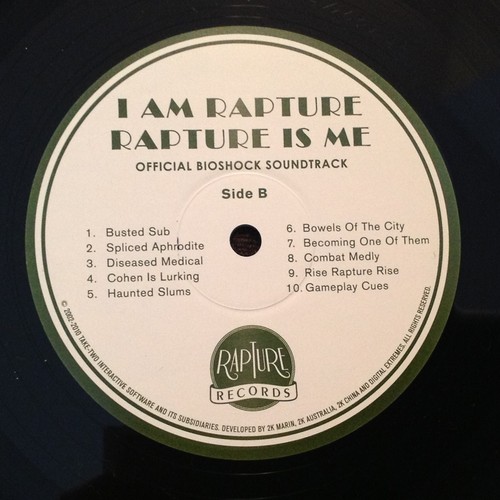 I AM RAPTURE
RAPTURE IS ME
OFFICIAL BIOSHOCK SOUNDTRACK
Side B
1. Busted Sub
2. Spliced Aphrodite
3. Diseased Medical
4. Cohen Is Lurking
5. Haunted Slums
6. Bowels Of The City
7. Becoming One Of Them
8. Combat Medly
9. Rise Rapture Rise
10. Gameplay Cues
RAPTURE
RECORDS
© 2002-2010 TAKE-TWO INTERACTIVE SOFTWARE AND ITS SUBSIDIARIES. DEVELOPED BY 2K MARIN, 2K AUSTRALIA, 2K CHINA AND DIGITAL EXTREMES. ALL RIGHTS RESERVED.